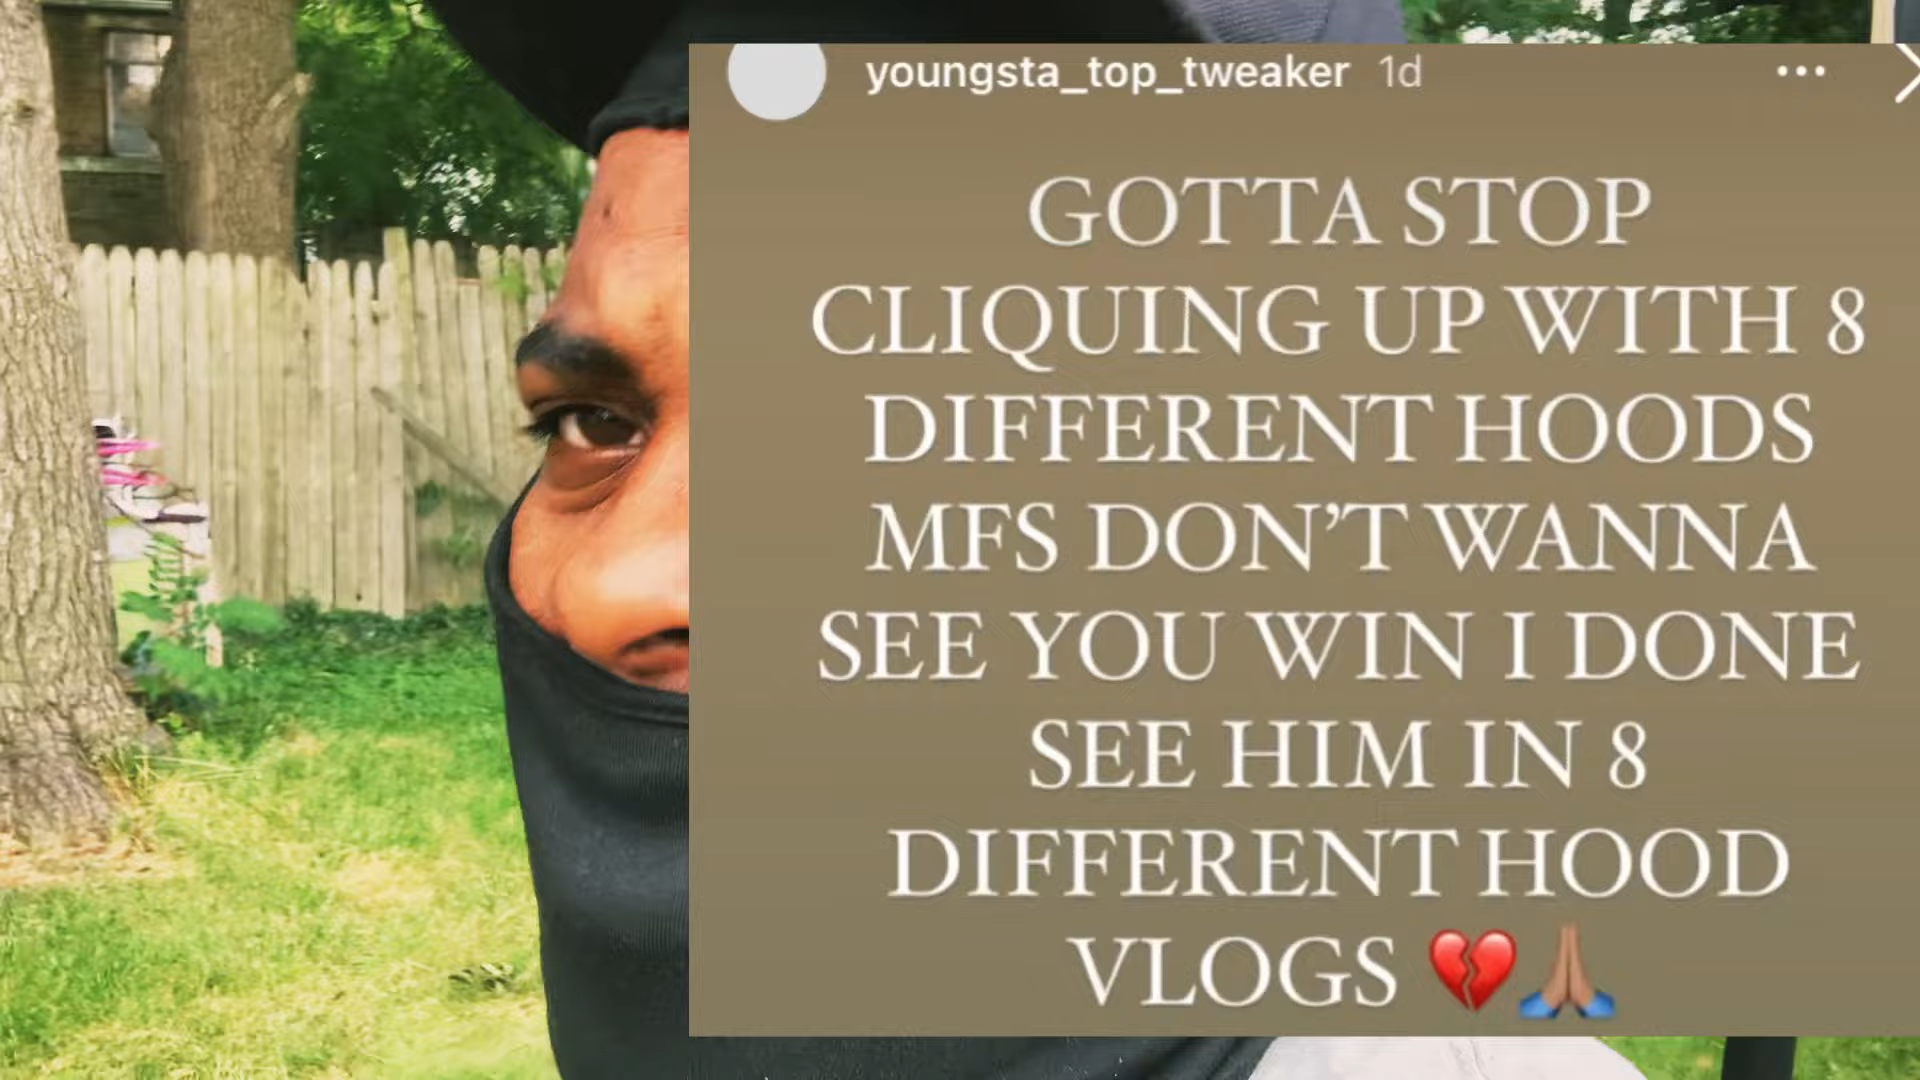 youngsta_top_tweaker 1d
GOTTA STOP
CLIQUING UP WITH 8
DIFFERENT HOODS
MFS DON'T WANNA
SEE YOU WIN I DONE
SEE HIM IN 8
DIFFERENT HOOD
VLOGS 💔🙏🏽